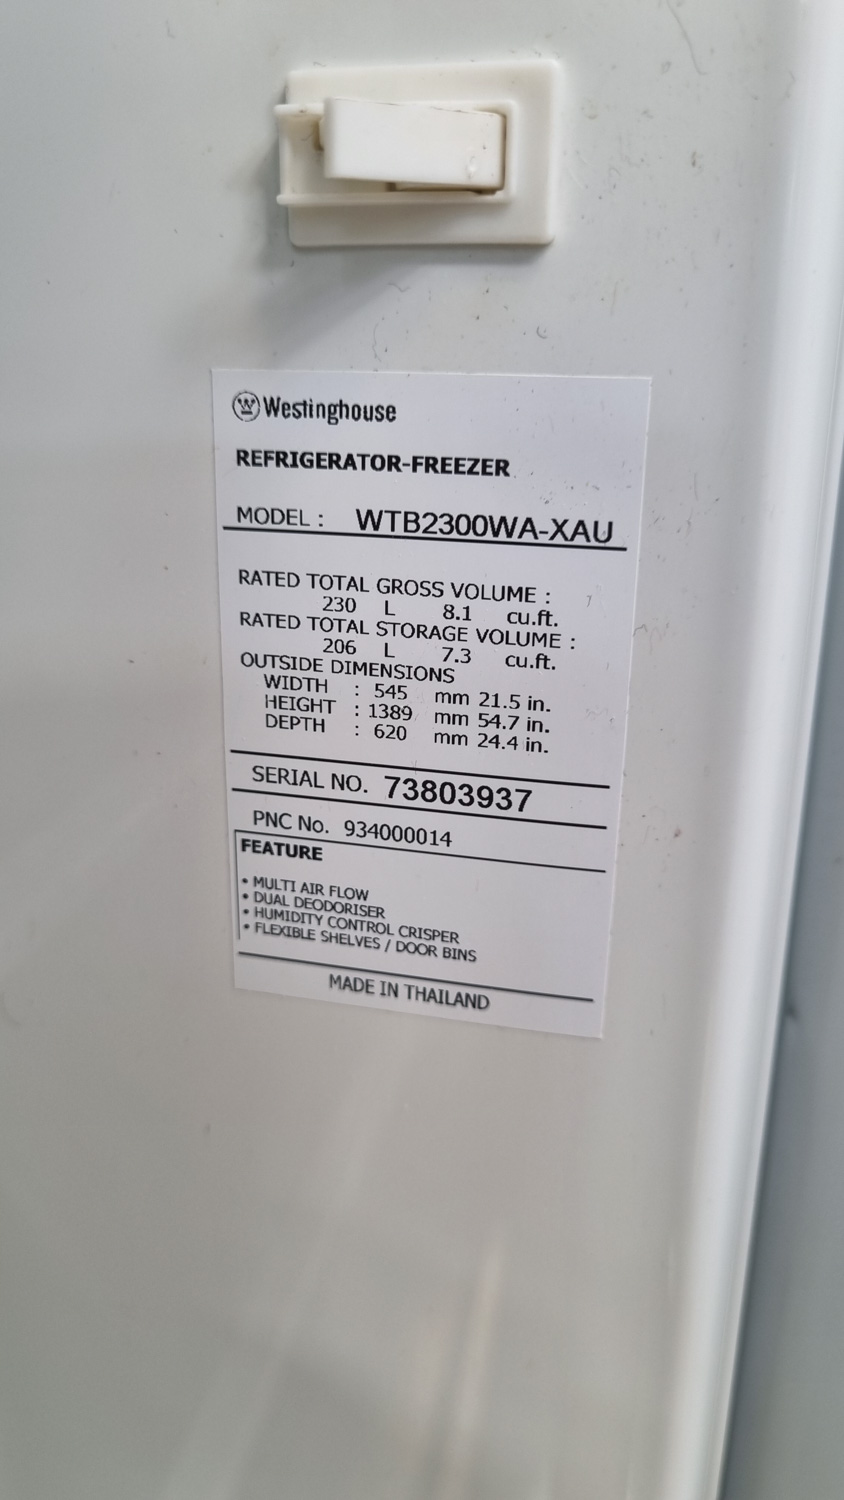 Westinghouse
REFRIGERATOR-FREEZER
MODEL : WTB2300WA-XAU
RATED TOTAL GROSS VOLUME :
230 L 8.1 cu.ft.
RATED TOTAL STORAGE VOLUME :
206 L 7.3 cu.ft.
OUTSIDE DIMENSIONS
WIDTH : 545 mm 21.5 in.
HEIGHT : 1389 mm 54.7 in.
DEPTH : 620 mm 24.4 in.
SERIAL NO. 73803937
PNC No. 934000014
FEATURE
• MULTI AIR FLOW
• DUAL DEODORISER
• HUMIDITY CONTROL CRISPER
• FLEXIBLE SHELVES / DOOR BINS
MADE IN THAILAND